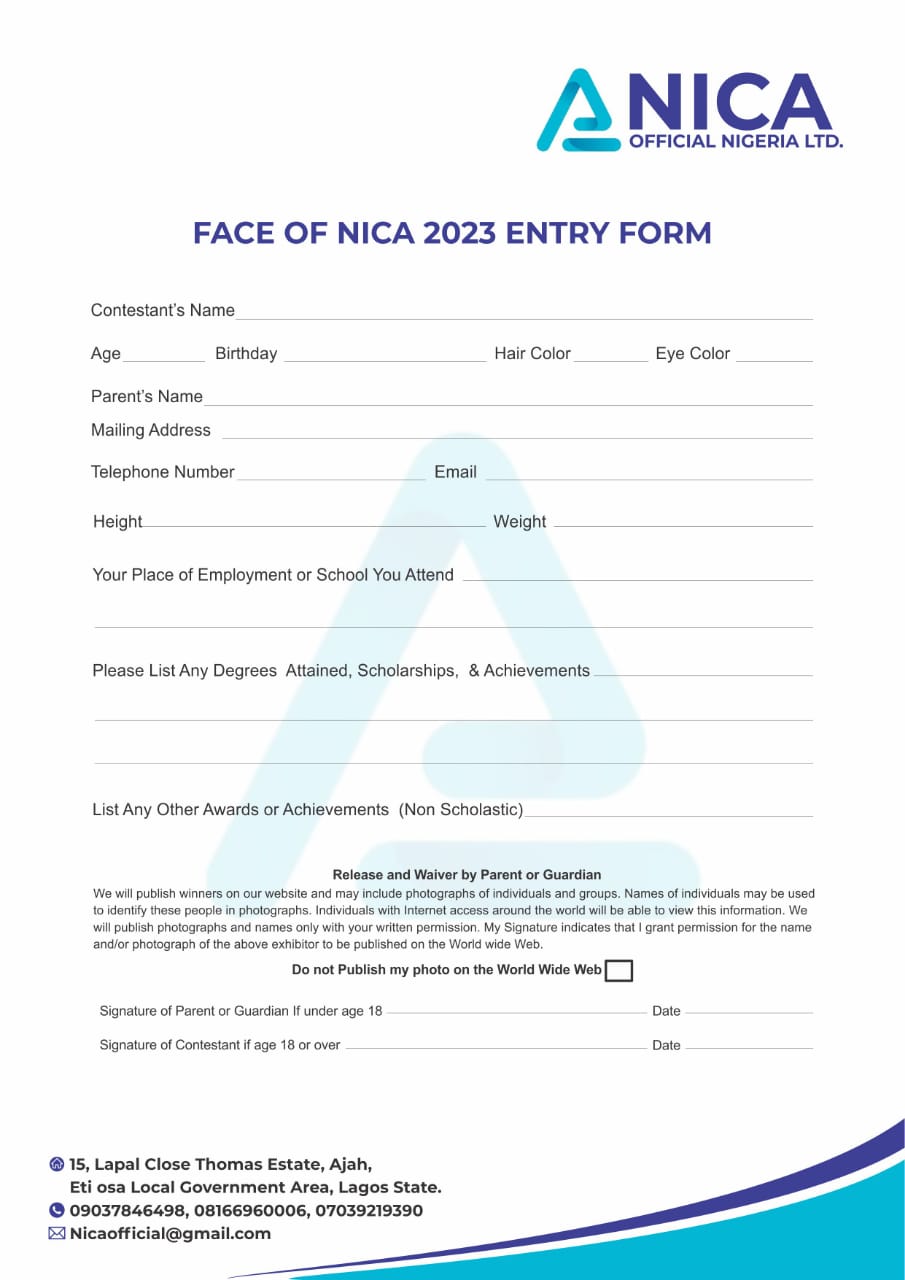 NICA
OFFICIAL NIGERIA LTD.
FACE OF NICA 2023 ENTRY FORM
Contestant's Name
Age Birthday Hair Color Eye Color
Parent's Name
Mailing Address
Telephone Number Email
Height Weight
Your Place of Employment or School You Attend
Please List Any Degrees Attained, Scholarships, & Achievements
List Any Other Awards or Achievements (Non Scholastic)
Release and Waiver by Parent or Guardian
We will publish winners on our website and may include photographs of individuals and groups. Names of individuals may be used
to identify these people in photographs. Individuals with Internet access around the world will be able to view this information. We
will publish photographs and names only with your written permission. My Signature indicates that I grant permission for the name
and/or photograph of the above exhibitor to be published on the World wide Web.
Do not Publish my photo on the World Wide Web
Signature of Parent or Guardian If under age 18 Date
Signature of Contestant if age 18 or over Date
15, Lapal Close Thomas Estate, Ajah,
Eti osa Local Government Area, Lagos State.
09037846498, 08166960006, 07039219390
Nicaofficial@gmail.com